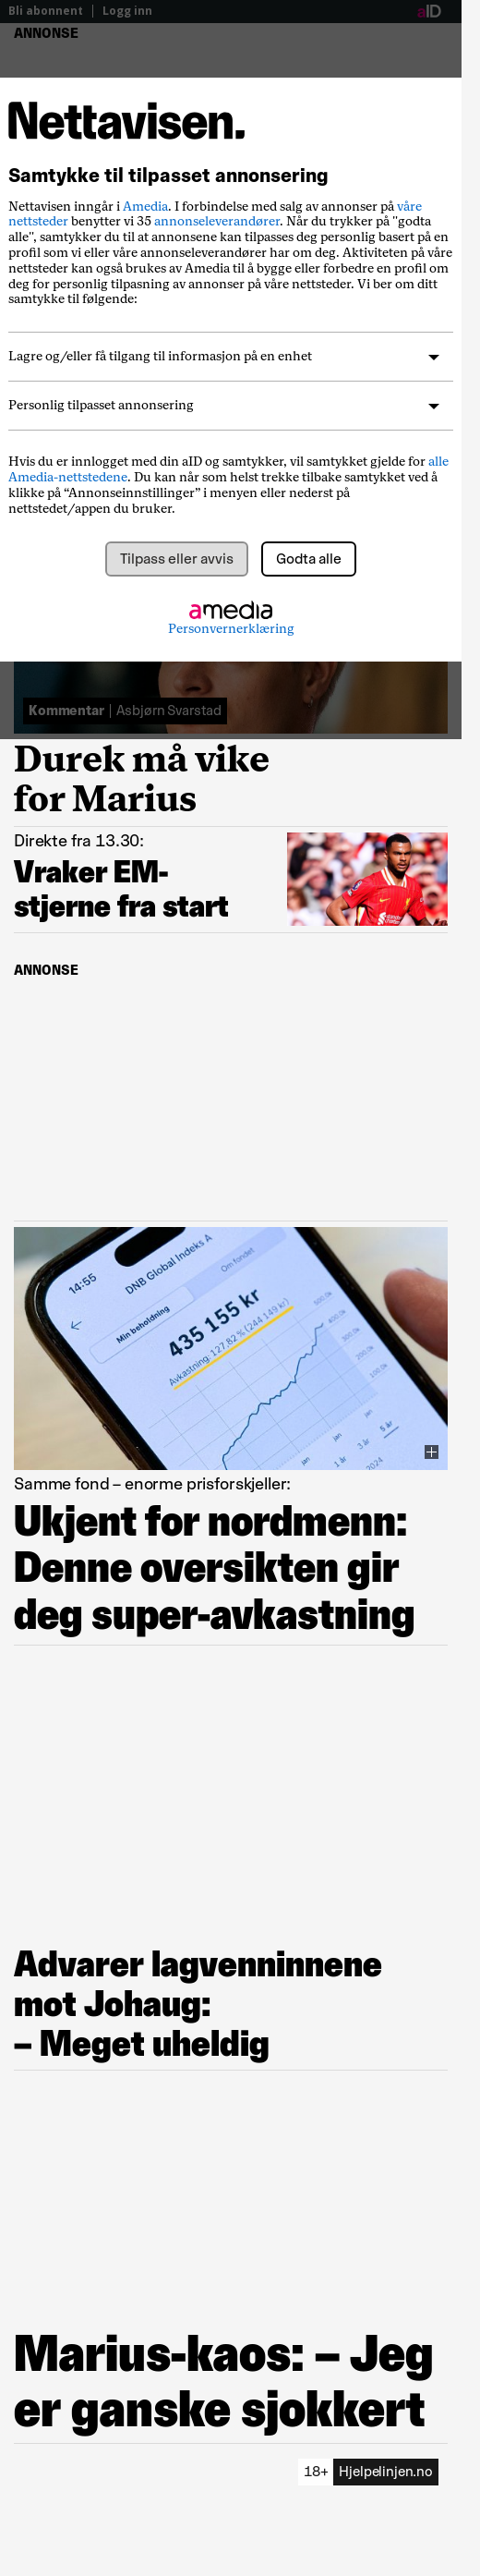 Bli abonnent | Logg inn aID
ANNONSE
Nettavisen.
Samtykke til tilpasset annonsering
Nettavisen inngår i Amedia. I forbindelse med salg av annonser på våre
nettsteder benytter vi 35 annonseleverandører. Når du trykker på "godta
alle", samtykker du til at annonsene kan tilpasses deg personlig basert på en
profil som vi eller våre annonseleverandører har om deg. Aktiviteten på våre
nettsteder kan også brukes av Amedia til å bygge eller forbedre en profil om
deg for personlig tilpasning av annonser på våre nettsteder. Vi ber om ditt
samtykke til følgende:
Lagre og/eller få tilgang til informasjon på en enhet
Personlig tilpasset annonsering
Hvis du er innlogget med din aID og samtykker, vil samtykket gjelde for alle
Amedia-nettstedene. Du kan når som helst trekke tilbake samtykket ved å
klikke på “Annonseinnstillinger” i menyen eller nederst på
nettstedet/appen du bruker.
Tilpass eller avvis Godta alle
amedia
Personvernerklæring
Kommentar | Asbjørn Svarstad
Durek må vike
for Marius
Direkte fra 13.30:
Vraker EM-
stjerne fra start
ANNONSE
14:55
DNB Global Indeks A
Min beholdning Om fondet
435 155 kr
Avkastning: 127,82 % (244 149 kr)
500.0k
400.0k
300.0k
200.0k
100.0k
jan jan jan 2024
1 år 3 år 5 år
Samme fond – enorme prisforskjeller:
Ukjent for nordmenn:
Denne oversikten gir
deg super-avkastning
Advarer lagvenninnene
mot Johaug:
– Meget uheldig
Marius-kaos: – Jeg
er ganske sjokkert
18+ Hjelpelinjen.no